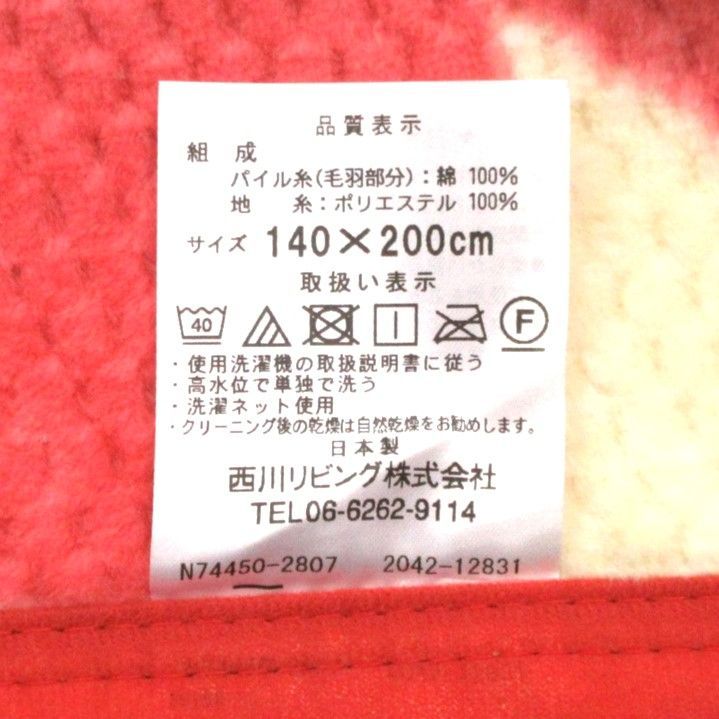 品質表示
組 成
パイル糸(毛羽部分)：綿 100%
地 糸：ポリエステル 100%
サイズ 140×200cm
取扱い表示
40 F
・使用洗濯機の取扱説明書に従う
・高水位で単独で洗う
・洗濯ネット使用
・クリーニング後の乾燥は自然乾燥をお勧めします。
日本製
西川リビング株式会社
TEL06-6262-9114
N74450-2807 2042-12831